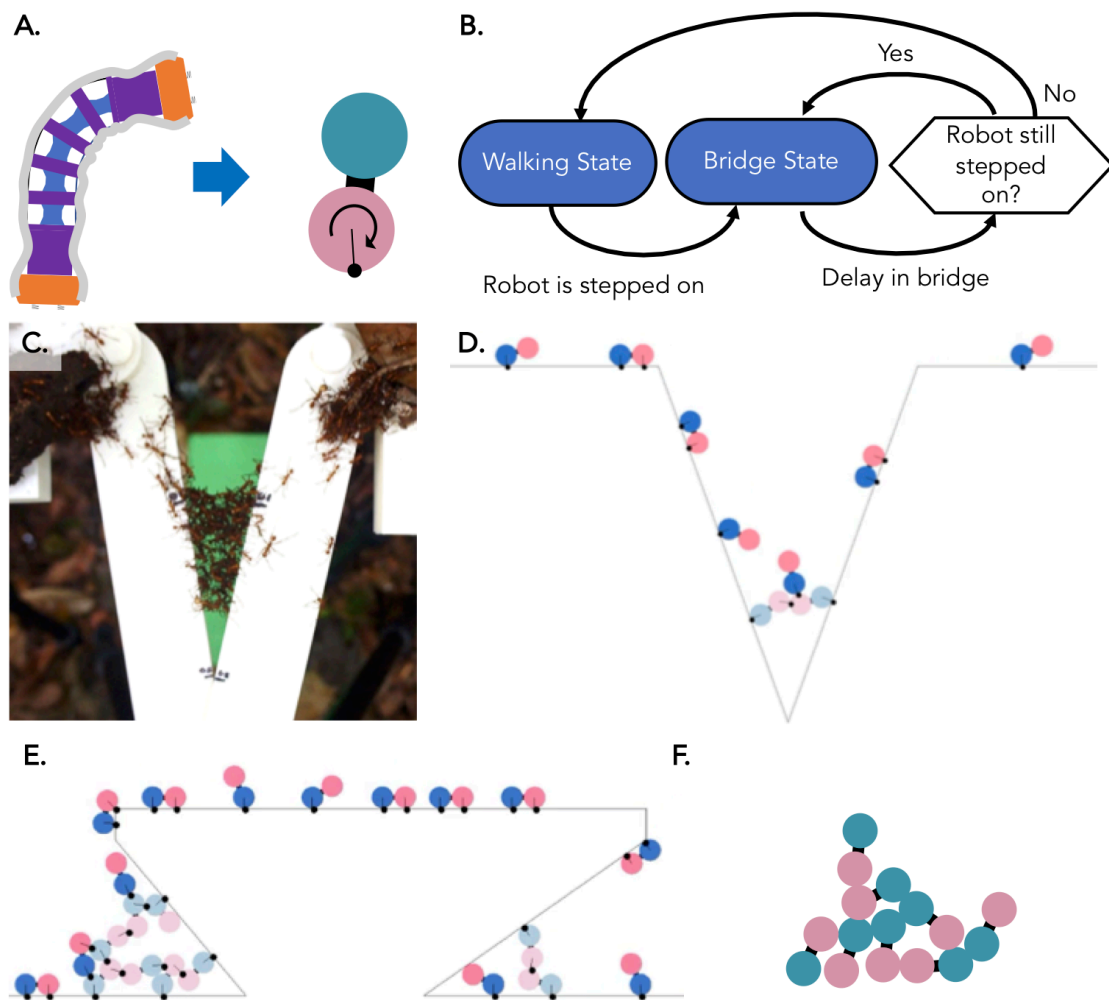 A.
B.
Yes
No
Walking State
Bridge State
Robot still
stepped
on?
Robot is stepped on
Delay in bridge
C.
D.
E.
F.